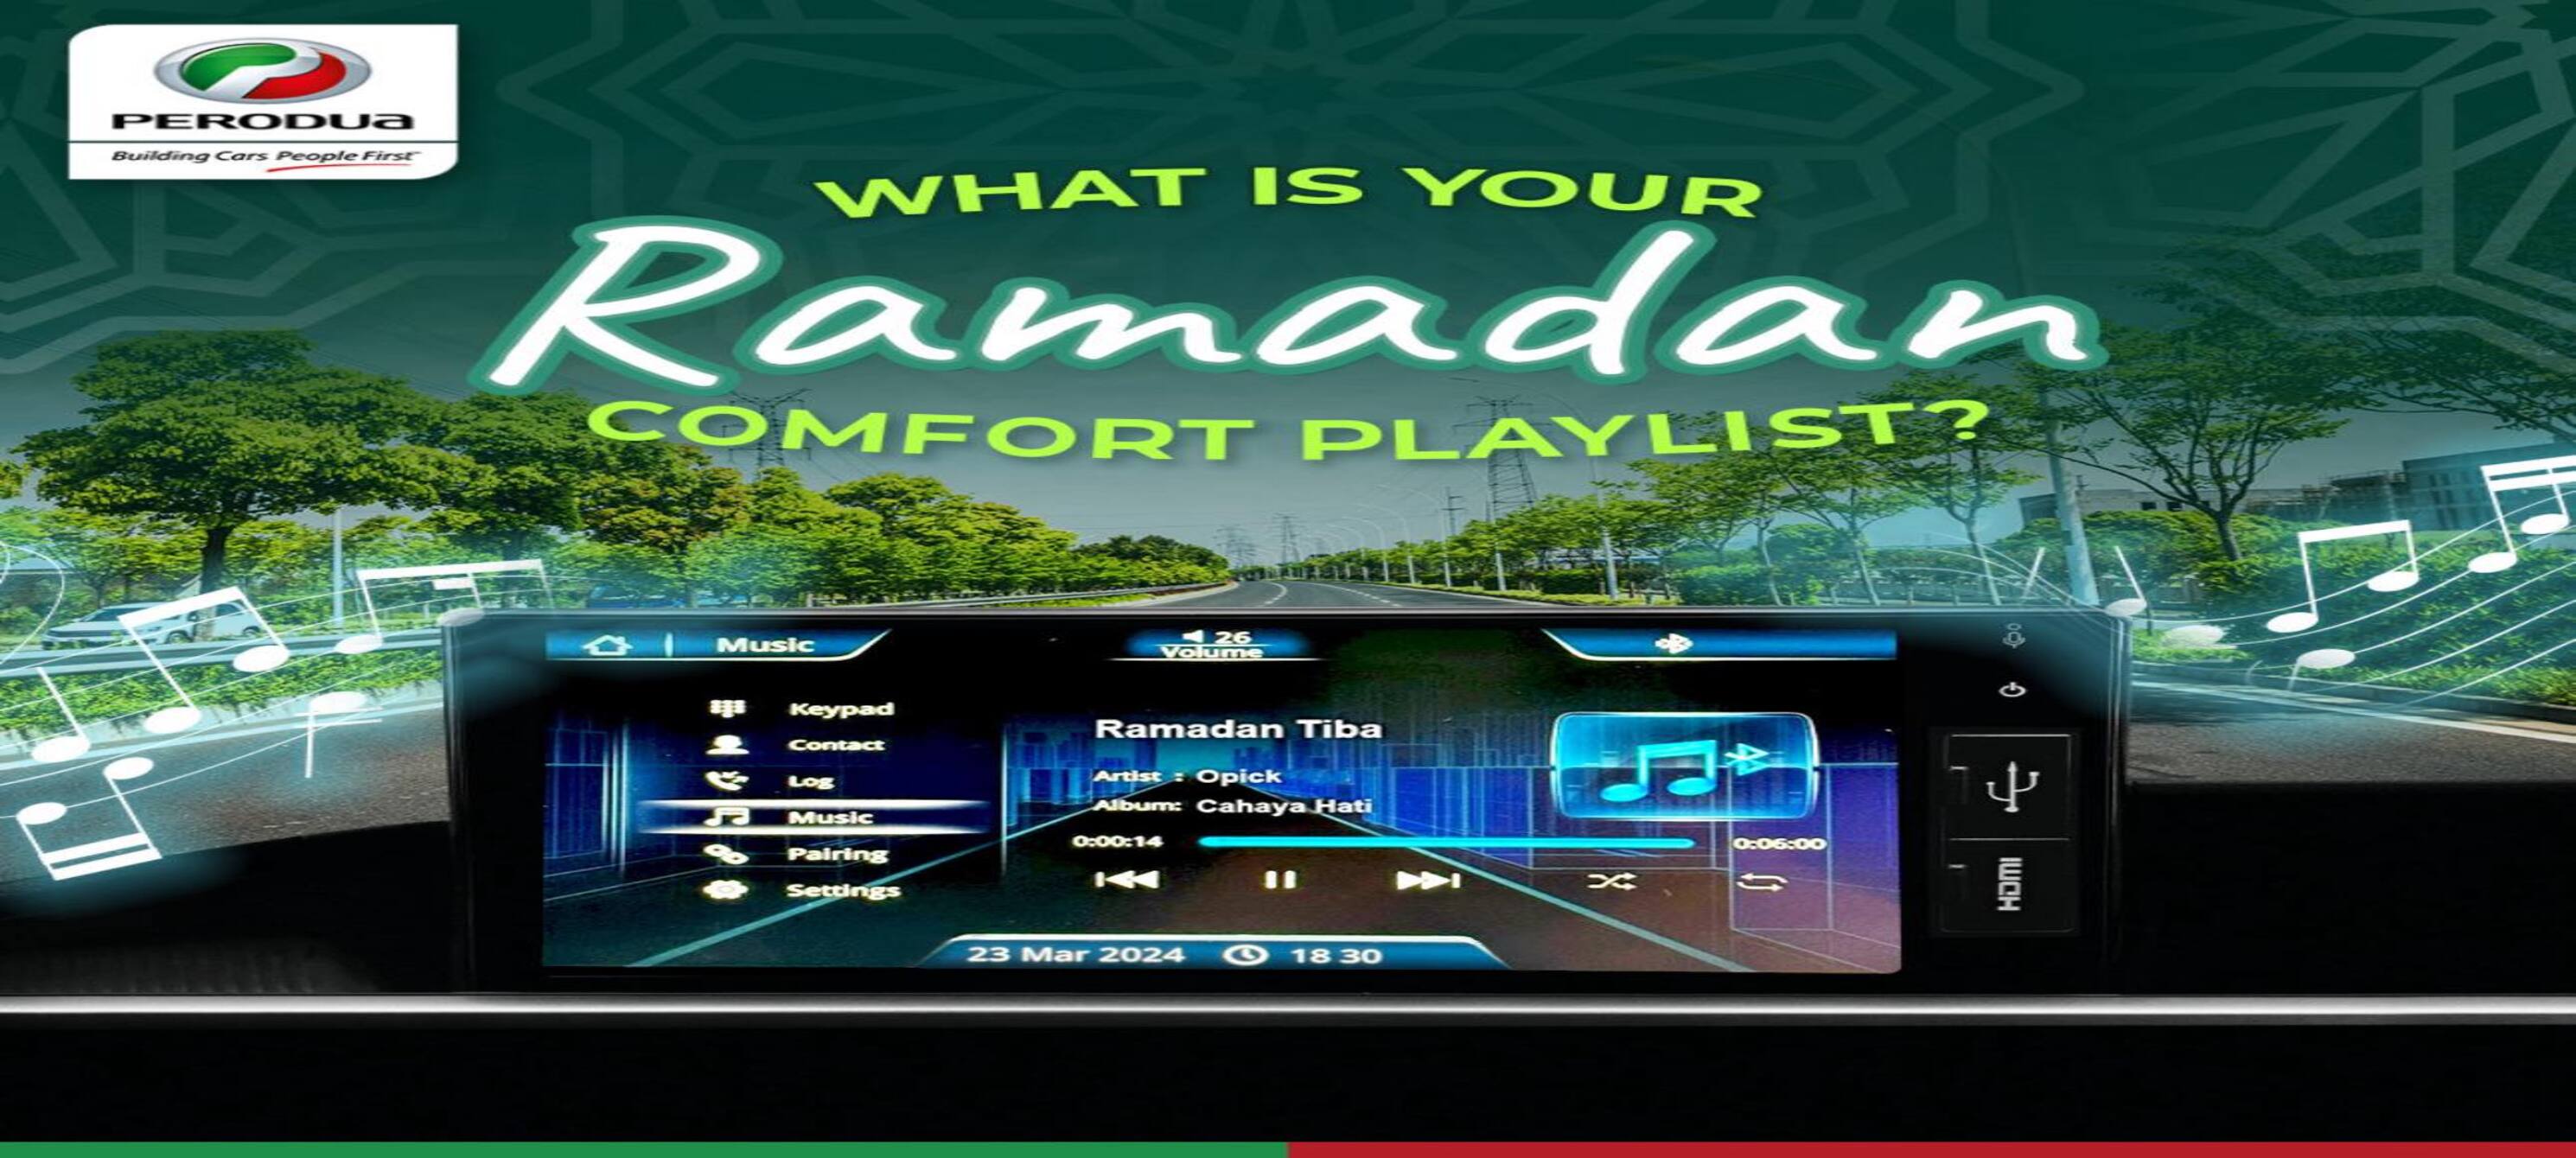 PERODUA
Building Cars People First
WHAT IS YOUR
Ramadan
COMFORT PLAYLIST?
Music
26
Volume
Keypad
Contact
Log
Music
Pairing
Settings
Ramadan Tiba
Artist : Opick
Album: Cahaya Hati
0:00:14
0:06:00
23 Mar 2024
18 30
HDMI